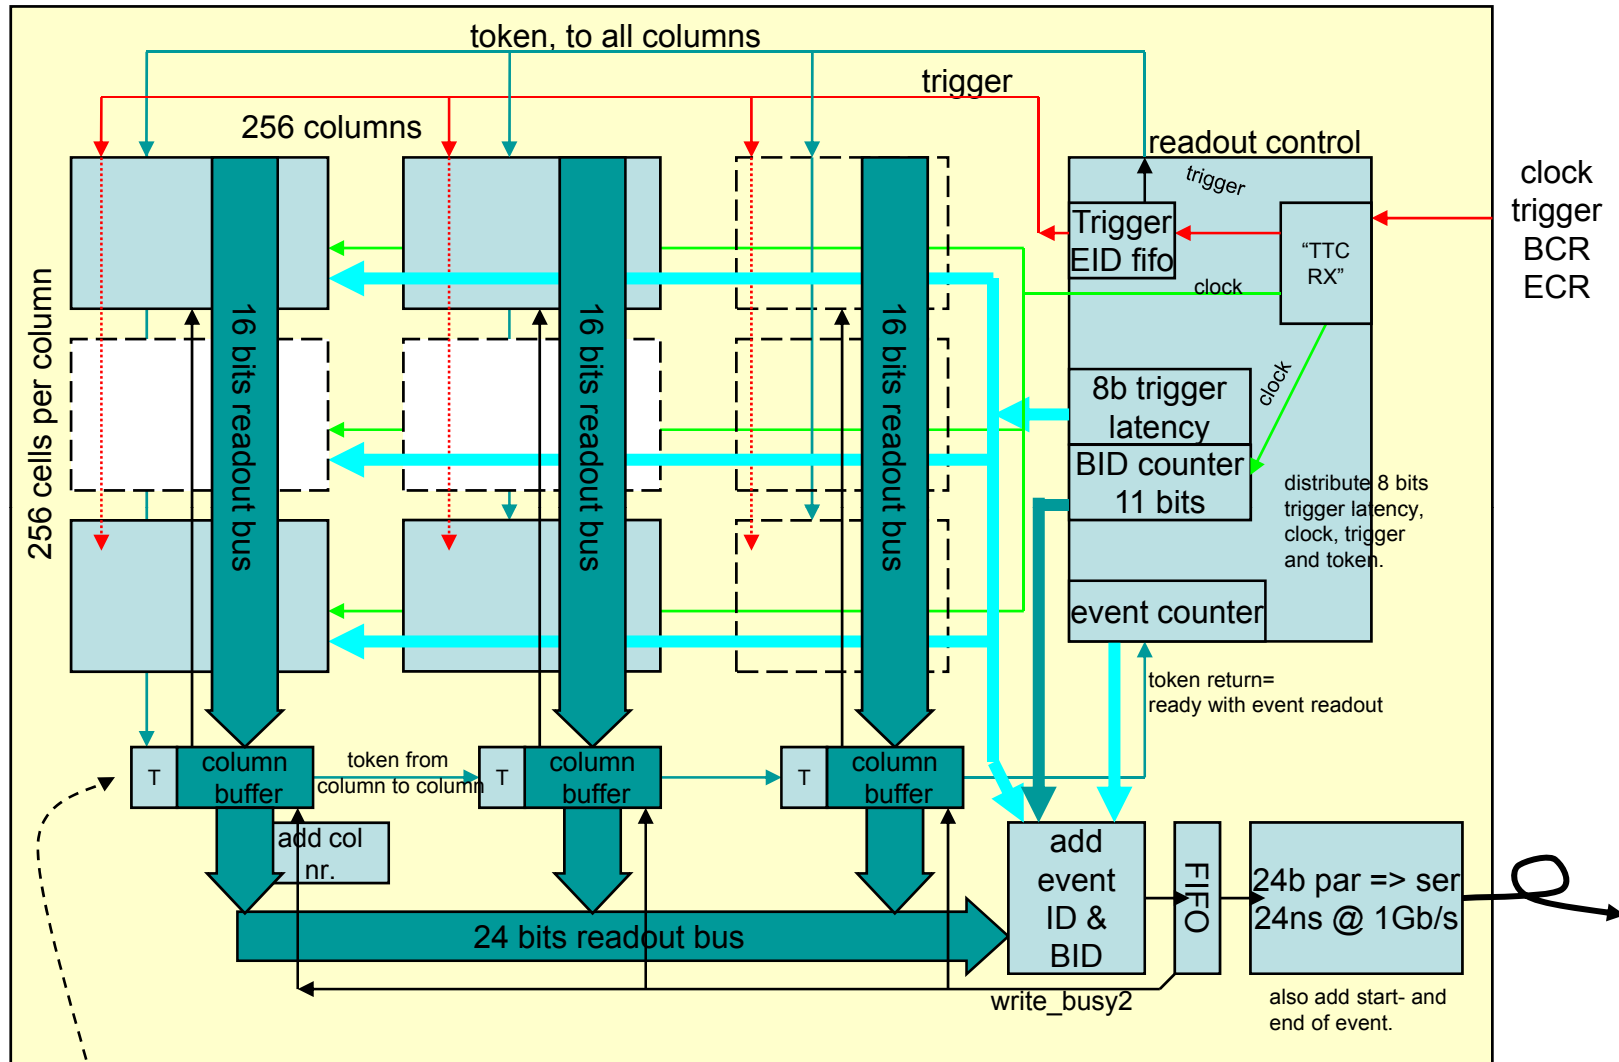 token, to all columns
trigger
256 columns
readout control
trigger
clock
trigger
BCR
ECR
Trigger
EID fifo
"TTC
RX"
clock
clock
256 cells per column
16 bits readout bus
16 bits readout bus
16 bits readout bus
8b trigger
latency
BID counter
11 bits
distribute 8 bits
trigger latency,
clock, trigger
and token.
event counter
token return=
ready with event readout
T
column
buffer
token from
column to column
T
column
buffer
T
column
buffer
add col
nr.
add
event
ID &
BID
FIFO
24b par => ser
24ns @ 1Gb/s
24 bits readout bus
write_busy2
also add start- and
end of event.